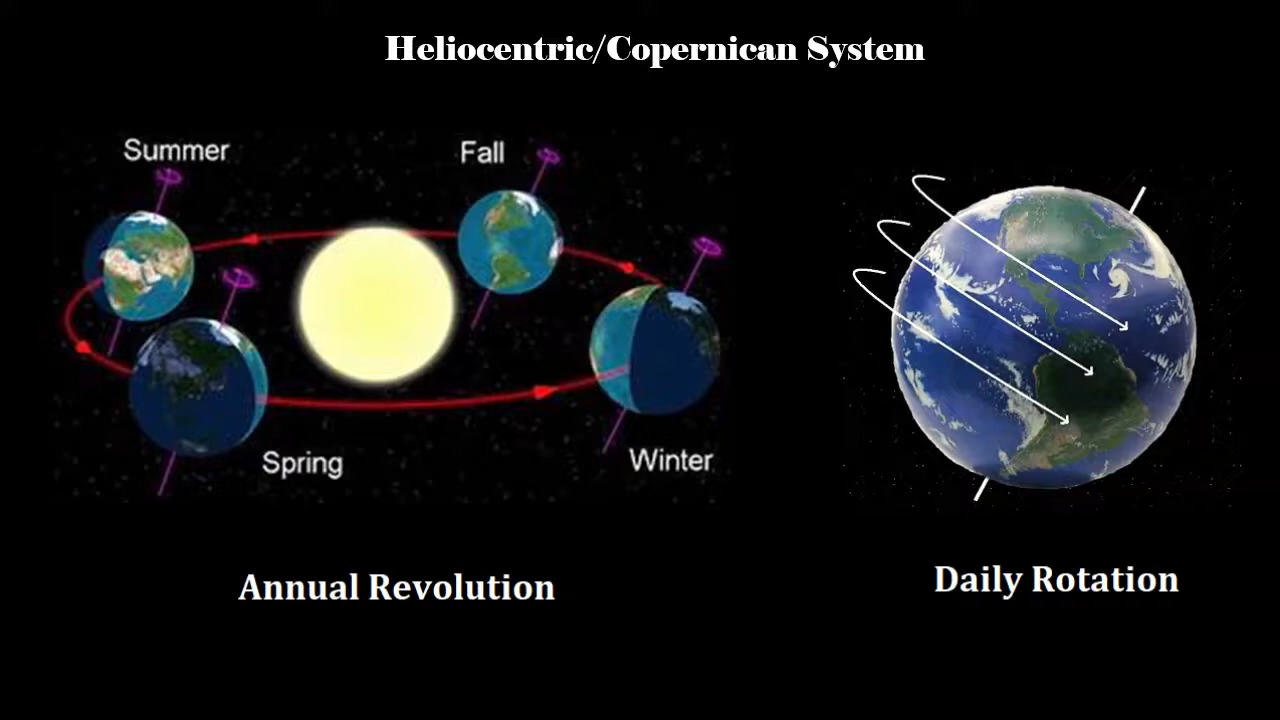 Heliocentric/Copernican System
Summer
Fall
Spring
Winter
Annual Revolution
Daily Rotation